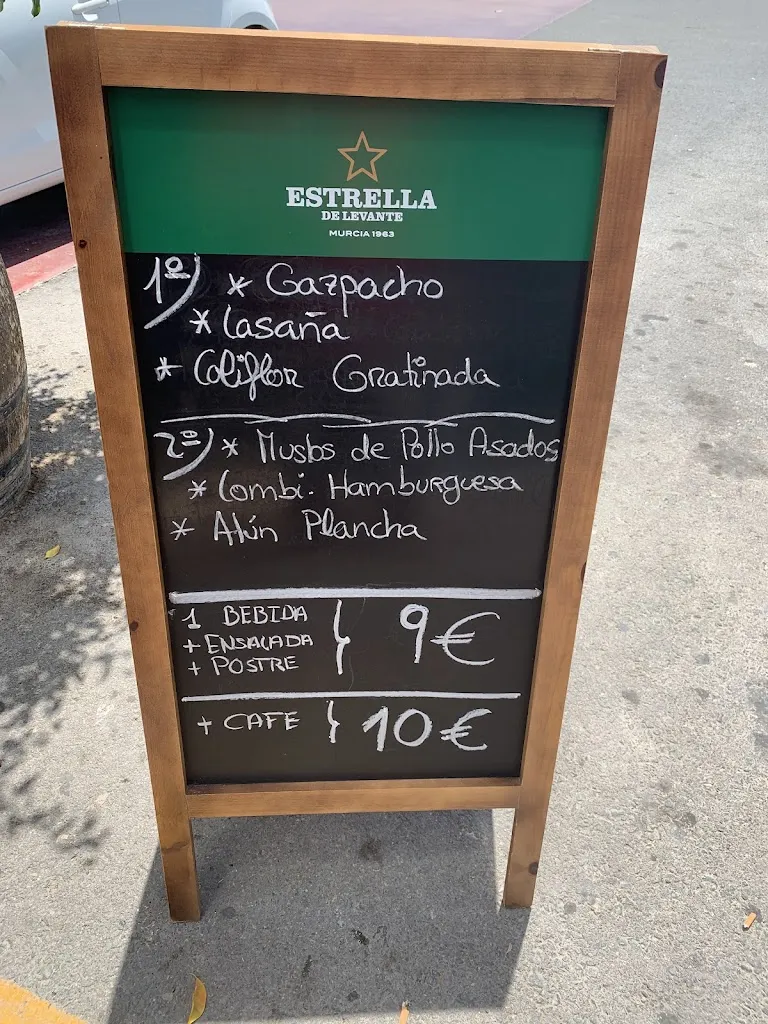 ESTRELLA
DE LEVANTE
MURCIA 1963
1º) * Gazpacho
* Lasaña
* Coliflor Gratinada
2º) * Muslos de Pollo Asados
* Combi. Hamburguesa
* Atún Plancha
1 BEBIDA
+ ENSALADA
+ POSTRE
9€
+ CAFE 10€